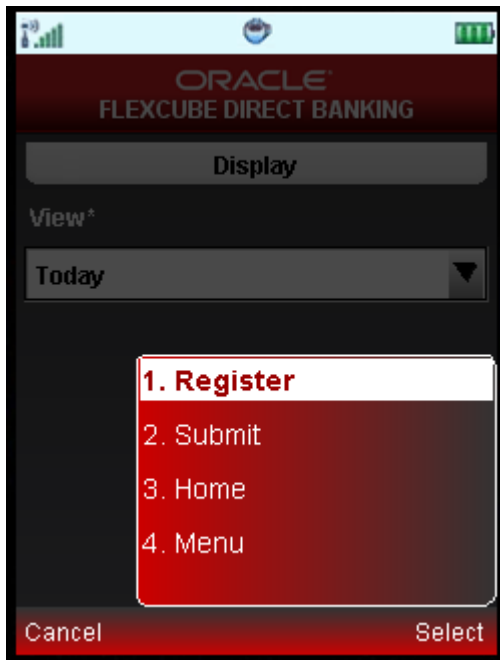 ORACLE
FLEXCUBE DIRECT BANKING
Display
View*
Today
1. Register
2. Submit
3. Home
4. Menu
Cancel
Select